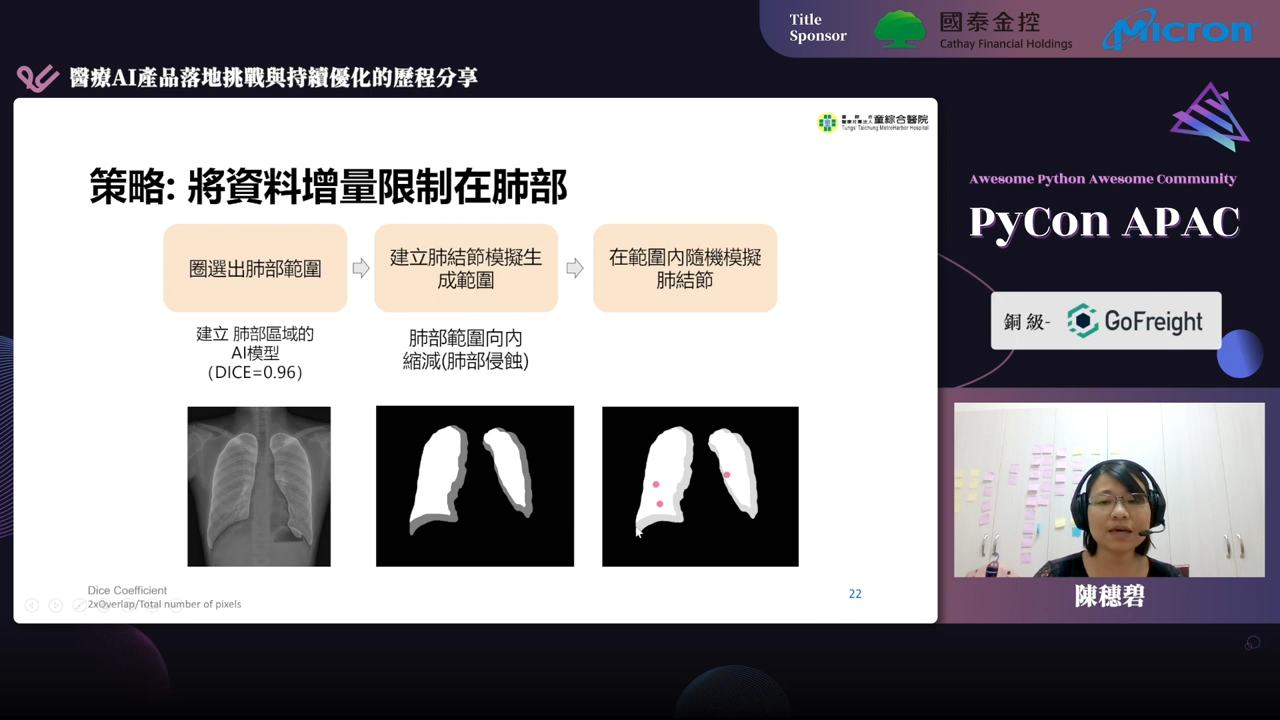 Title
Sponsor
國泰金控
Cathay Financial Holdings
Micron
醫療AI產品落地挑戰與持續優化的歷程分享
童綜合醫院
Tungs' Taichung MetroHarbor Hospital
策略: 將資料增量限制在肺部
圈選出肺部範圍
建立肺結節模擬生
成範圍
在範圍內隨機模擬
肺結節
建立 肺部區域的
AI模型
(DICE=0.96)
肺部範圍向內
縮減(肺部侵蝕)
Dice Coefficient
2xOverlap/Total number of pixels
22
Awesome Python Awesome Community
PyCon APAC
銅級-
GoFreight
陳穗碧